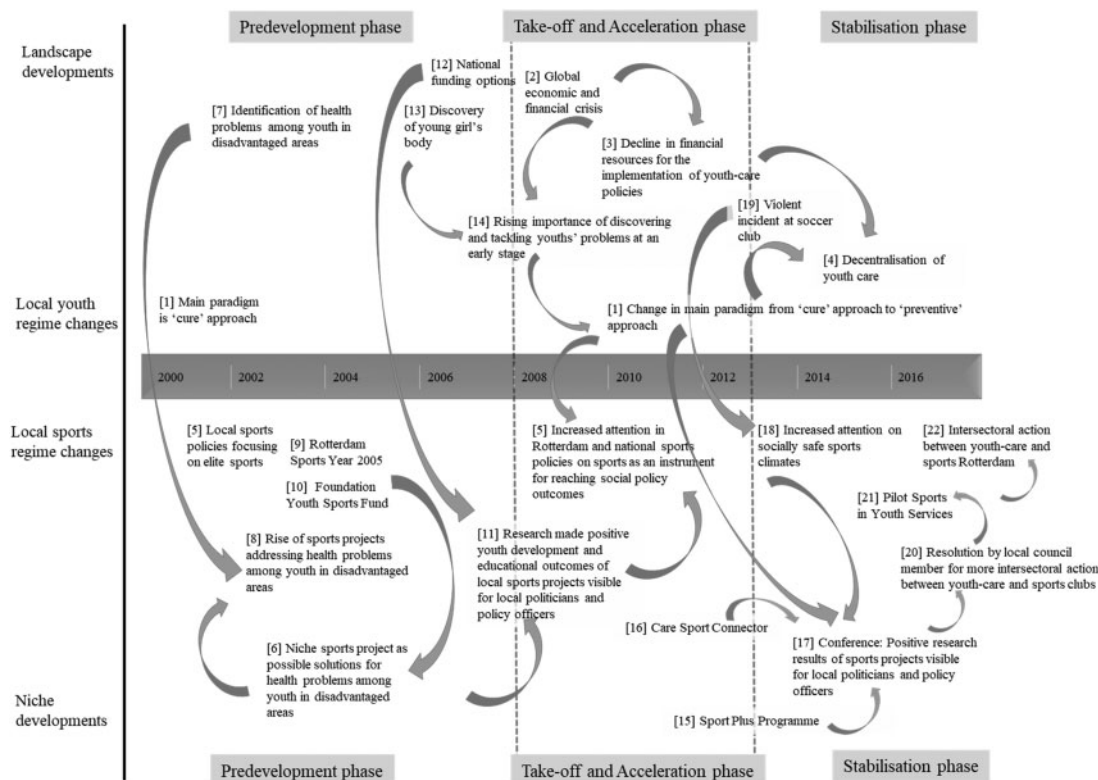 Predevelopment phase
Take-off and Acceleration phase
Stabilisation phase
Landscape
developments
[12] National
funding options
[2] Global
economic and
financial crisis
[7] Identification of health
problems among youth in
disadvantaged areas
[13] Discovery
of young girl's
body
[3] Decline in financial
resources for the
implementation of youth-care
policies
[19] Violent
incident at soccer
club
[14] Rising importance of discovering
and tackling youths' problems at an
early stage
[4] Decentralisation of
youth care
Local youth
regime changes
[1] Main paradigm
is 'cure' approach
[1] Change in main paradigm from 'cure' approach to 'preventive'
approach
2000
2002
2004
2006
2008
2010
2012
2014
2016
Local sports
regime changes
[5] Local sports
policies focusing
on elite sports
[9] Rotterdam
Sports Year 2005
[10] Foundation
Youth Sports Fund
[5] Increased attention in
Rotterdam and national sports
policies on sports as an instrument
for reaching social policy
outcomes
[18] Increased attention on
socially safe sports
climates
[22] Intersectoral action
between youth-care and
sports Rotterdam
[21] Pilot Sports
in Youth Services
[8] Rise of sports projects
addressing health problems
among youth in disadvantaged
areas
[11] Research made positive
youth development and
educational outcomes of
local sports projects visible
for local politicians and
policy officers
[20] Resolution by local council
member for more intersectoral action
between youth-care and sports clubs
[16] Care Sport Connector
[17] Conference: Positive research
results of sports projects visible
for local politicians and policy
officers
[6] Niche sports project as
possible solutions for
health problems among
youth in disadvantaged
areas
Niche
developments
[15] Sport Plus Programme
Predevelopment phase
Take-off and Acceleration phase
Stabilisation phase